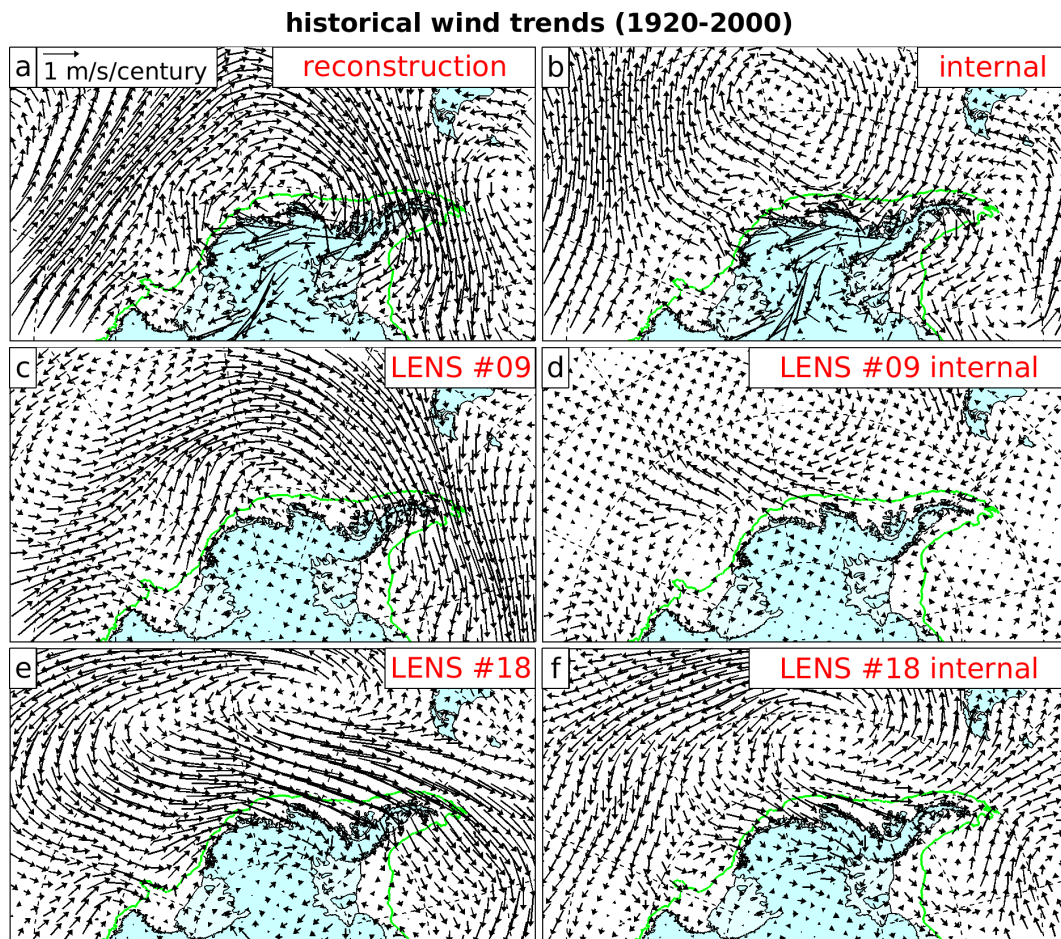 historical wind trends (1920-2000)
a
1 m/s/century
reconstruction
b
internal
c
LENS #09
d
LENS #09 internal
e
LENS #18
f
LENS #18 internal